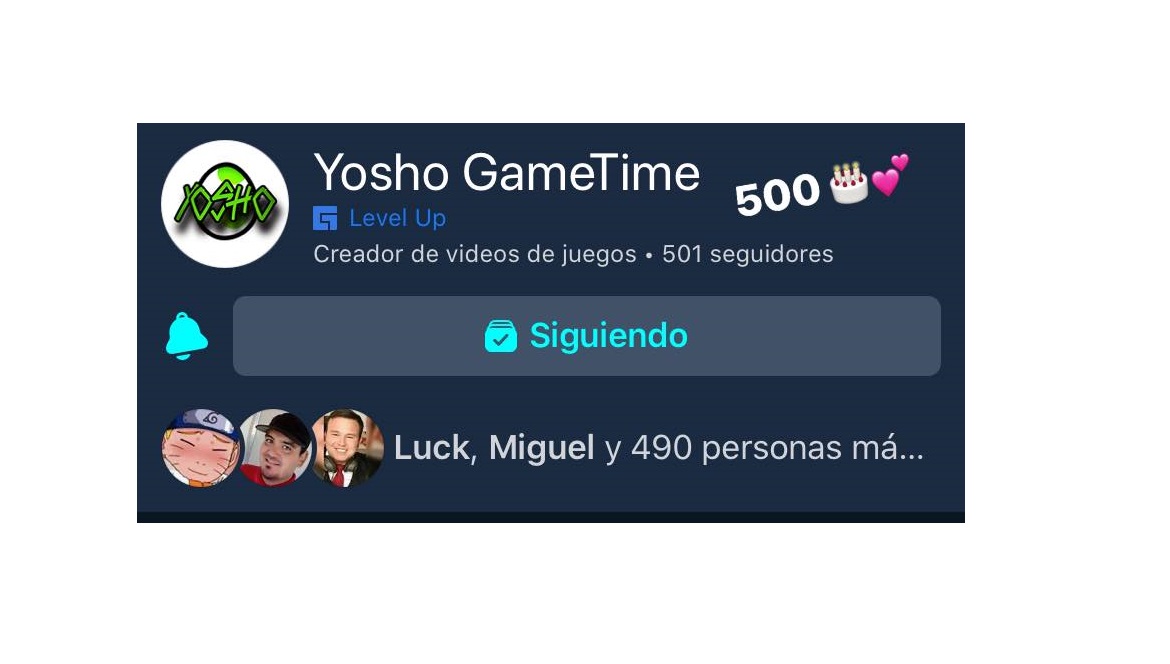 YOSHO
Yosho GameTime
500 🎂💕
Level Up
Creador de videos de juegos • 501 seguidores
Siguiendo
Luck, Miguel y 490 personas má...